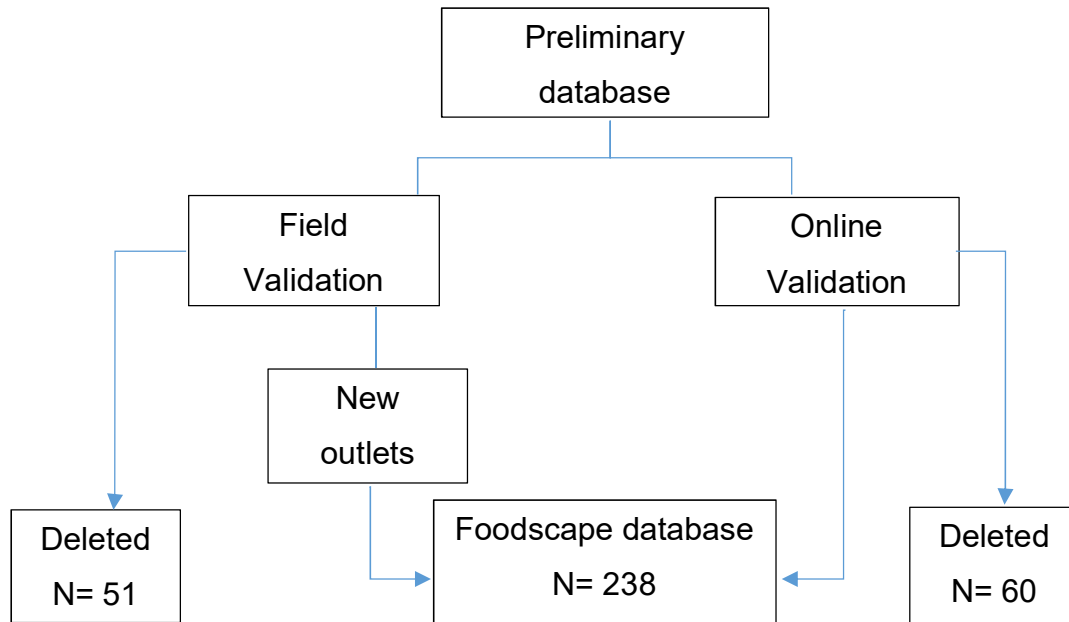 Preliminary
database
Field
Validation
Online
Validation
New
outlets
Deleted
N= 51
Foodscape database
N= 238
Deleted
N= 60